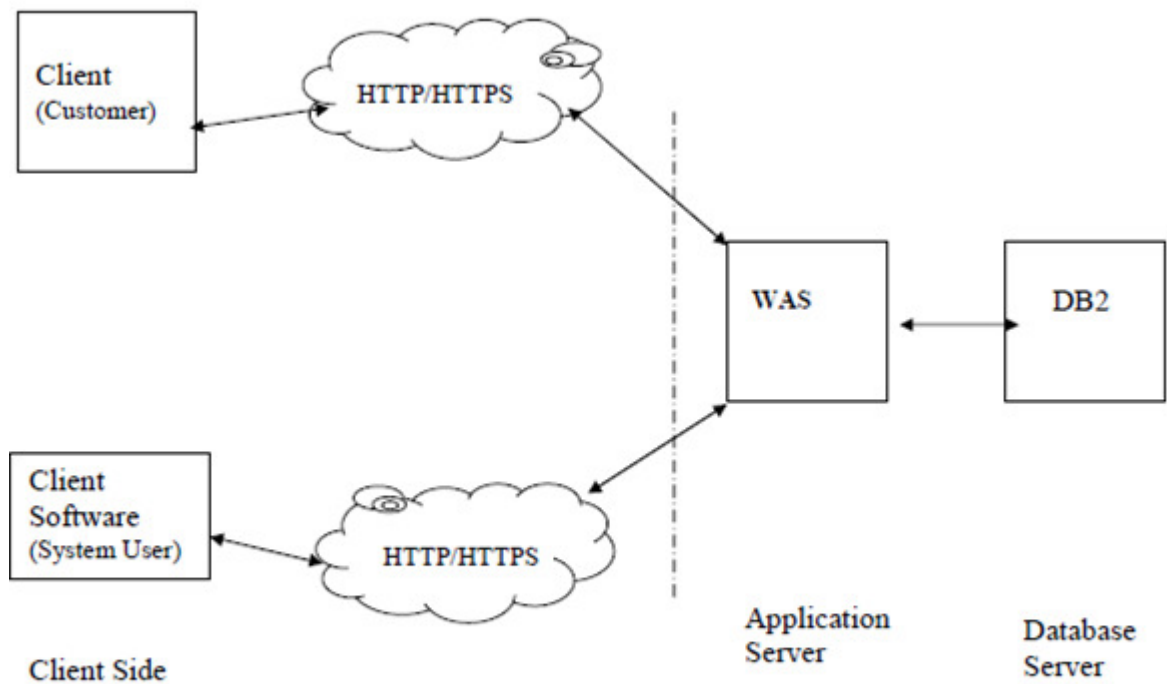 Client
(Customer)
HTTP/HTTPS
WAS
DB2
Client
Software
(System User)
HTTP/HTTPS
Client Side
Application
Server
Database
Server